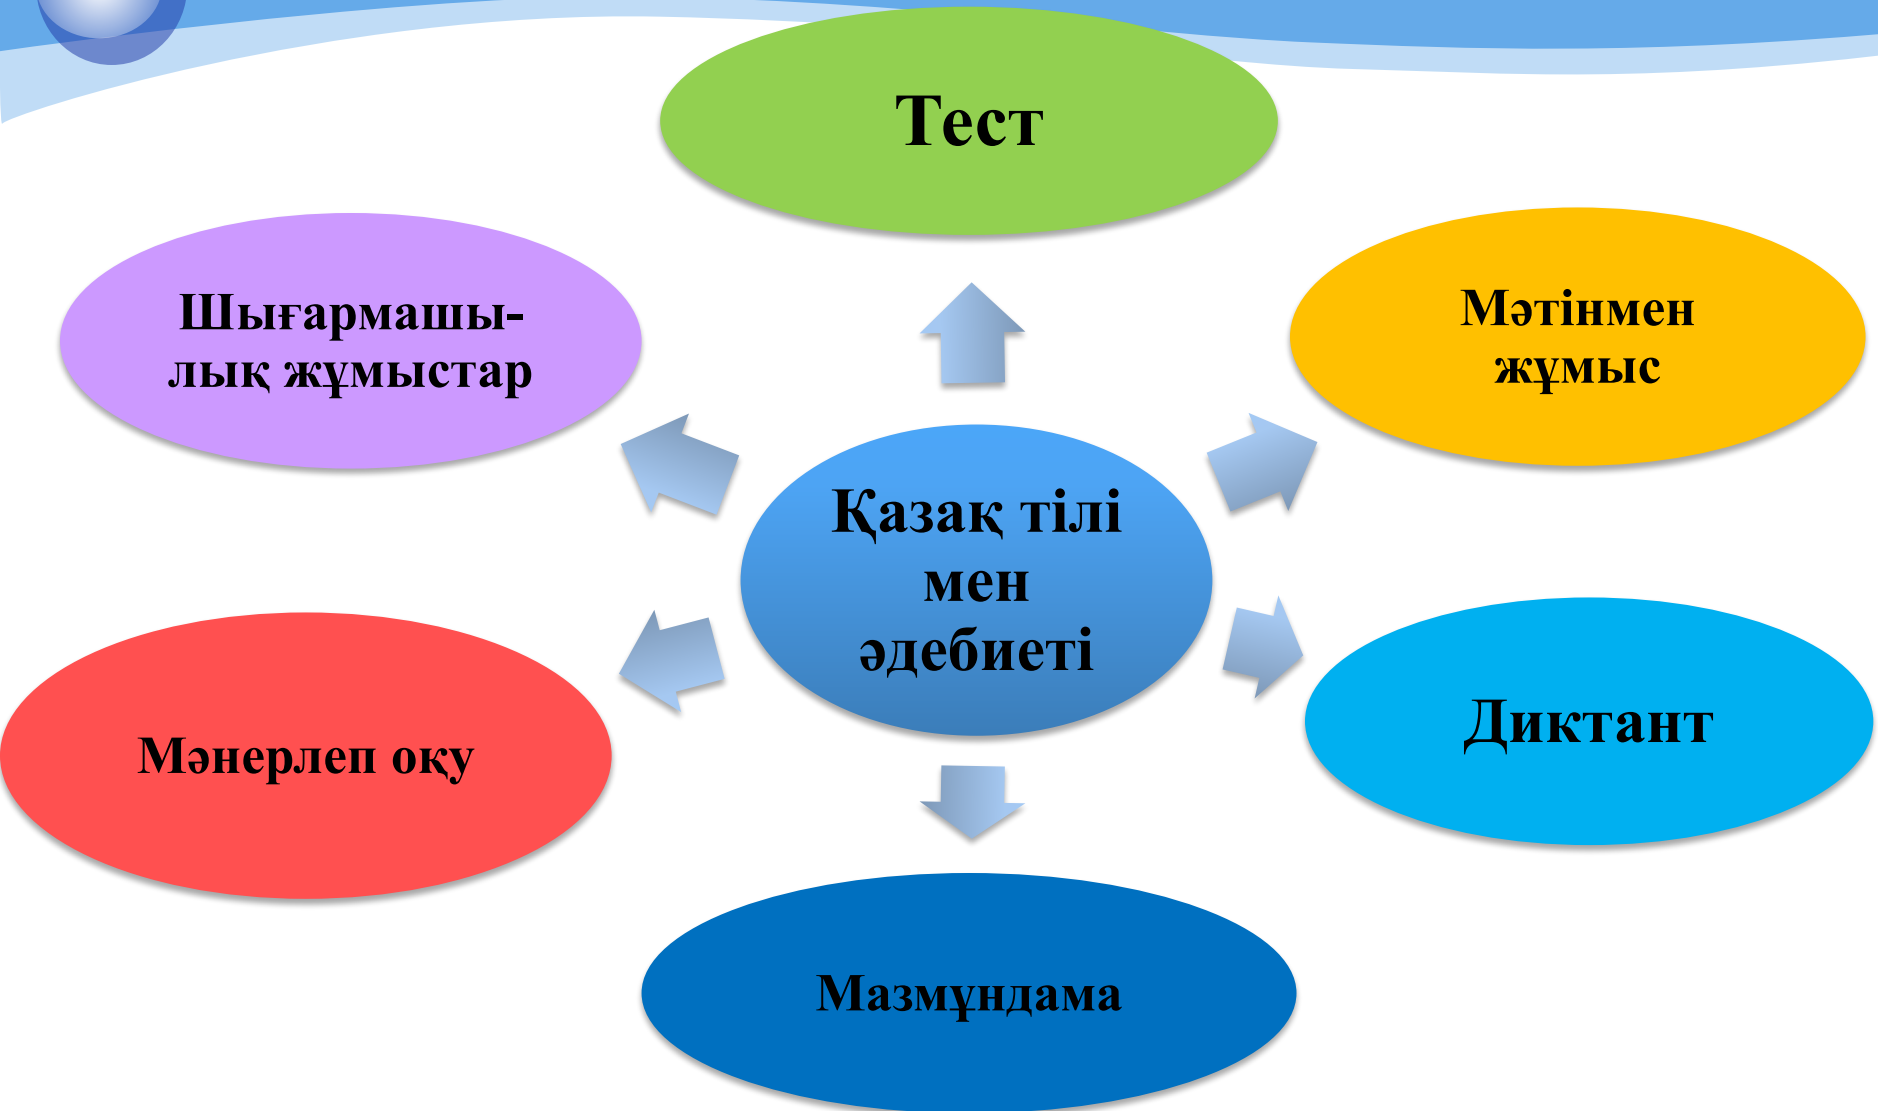 Тест
Шығармашы-
лық жұмыстар
Мәтінмен
жұмыс
Қазақ тілі
мен
әдебиеті
Мәнерлеп оқу
Диктант
Мазмұндама